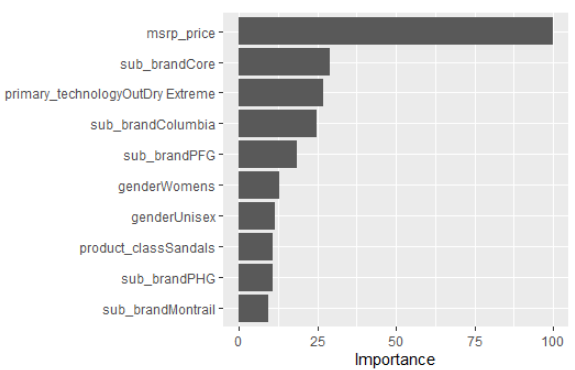 msrp_price
sub_brandCore
primary_technologyOutDry Extreme
sub_brandColumbia
sub_brandPFG
genderWomens
genderUnisex
product_classSandals
sub_brandPHG
sub_brandMontrail
0 25 50 75 100
Importance